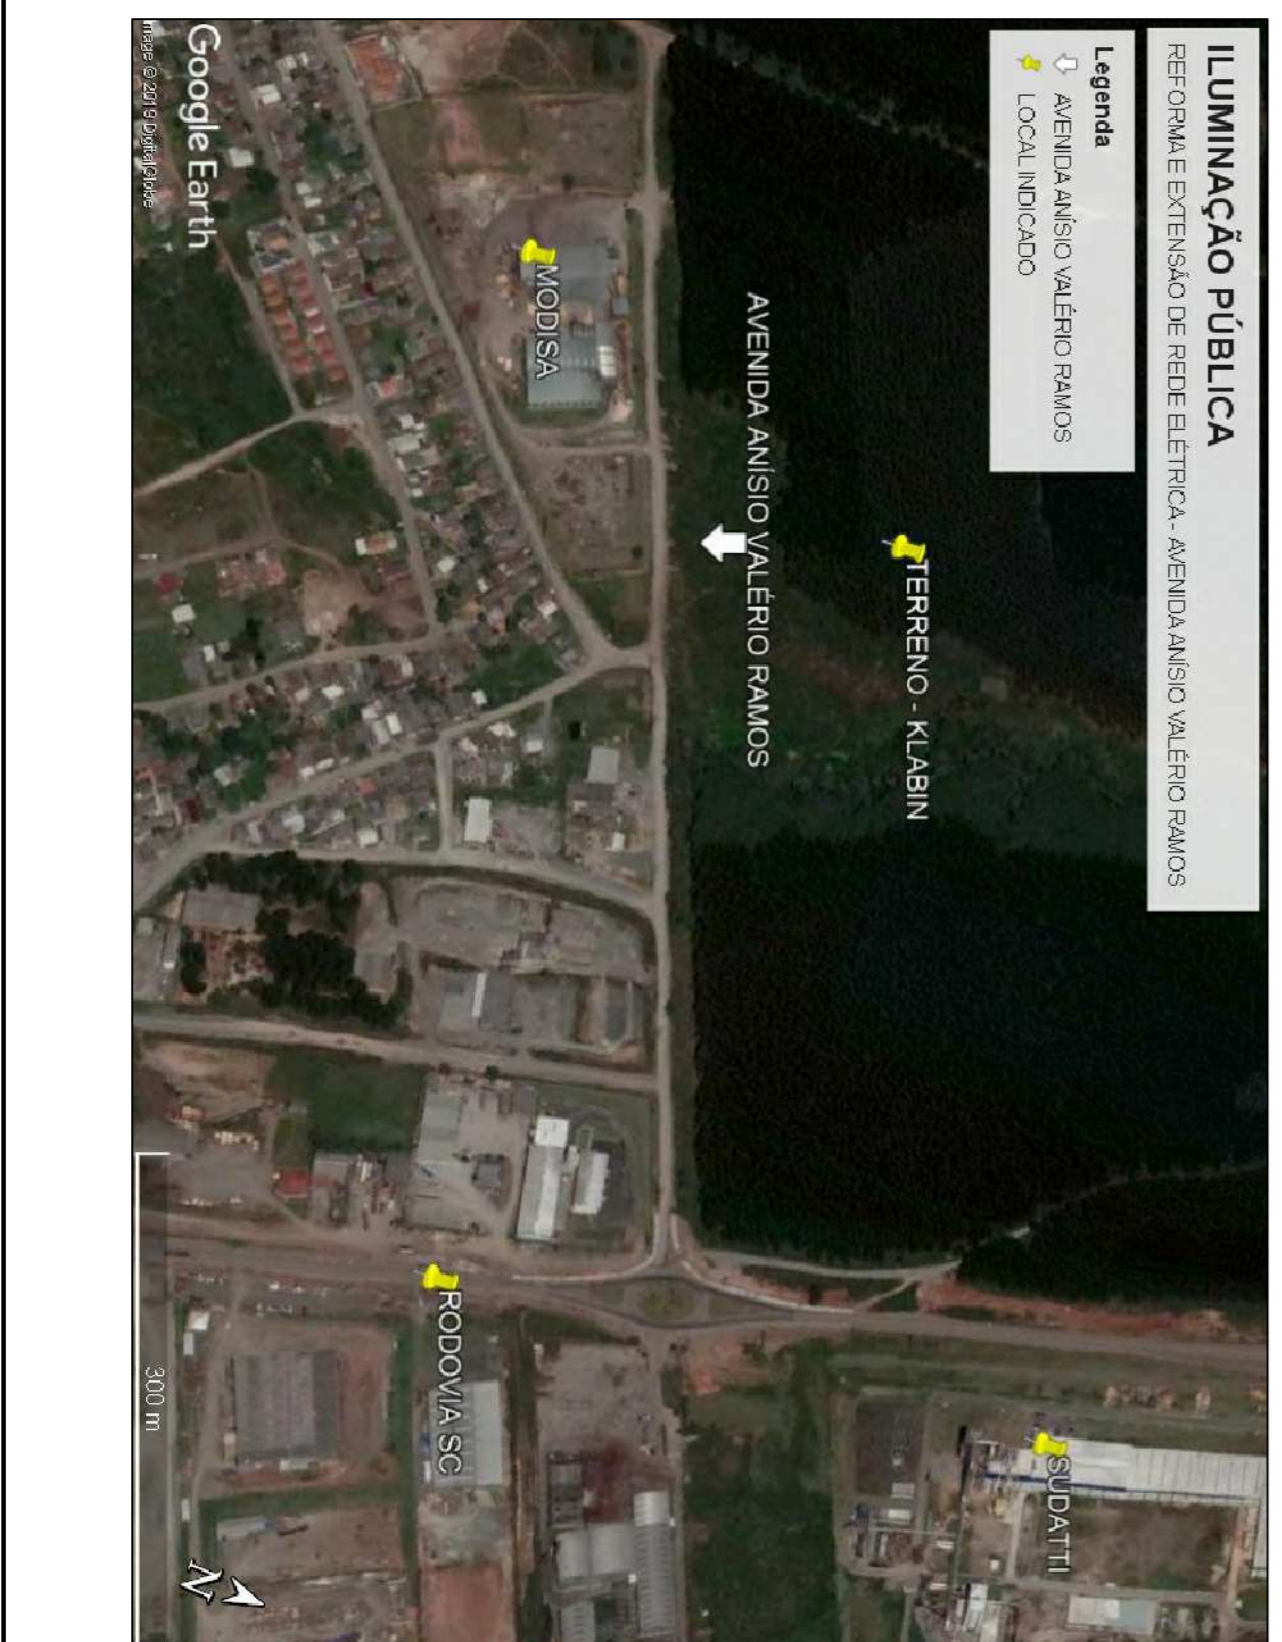 ILUMINAÇÃO PÚBLICA
REFORMA E EXTENSÃO DE REDE ELÉTRICA - AVENIDA ANÍSIO VALÉRIO RAMOS
Legenda
AVENIDA ANÍSIO VALÉRIO RAMOS
LOCAL INDICADO
TERRENO - KLABIN
SUDATTI
AVENIDA ANÍSIO VALÉRIO RAMOS
MODISA
RODOVIA SC
Google Earth
Image © 2019 DigitalGlobe
300 m
N